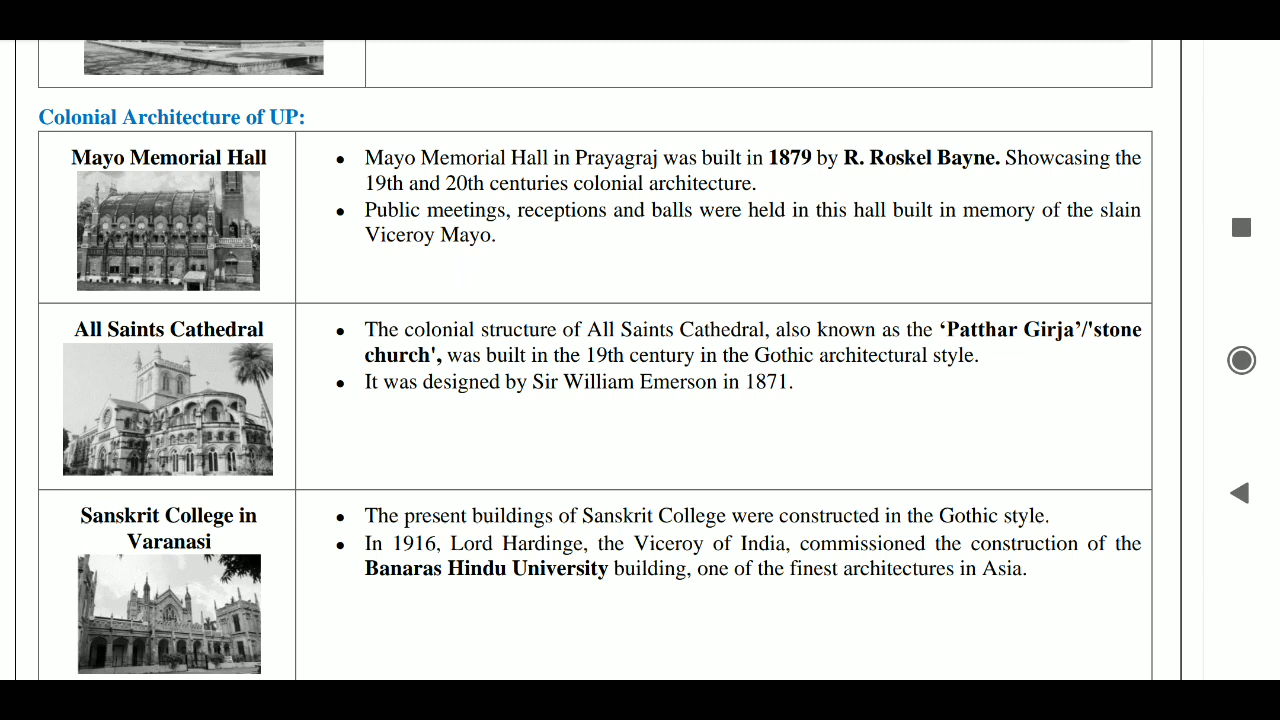 Colonial Architecture of UP:
Mayo Memorial Hall
• Mayo Memorial Hall in Prayagraj was built in 1879 by R. Roskel Bayne. Showcasing the
19th and 20th centuries colonial architecture.
• Public meetings, receptions and balls were held in this hall built in memory of the slain
Viceroy Mayo.
All Saints Cathedral
• The colonial structure of All Saints Cathedral, also known as the ‘Patthar Girja’/'stone
church', was built in the 19th century in the Gothic architectural style.
• It was designed by Sir William Emerson in 1871.
Sanskrit College in
Varanasi
• The present buildings of Sanskrit College were constructed in the Gothic style.
• In 1916, Lord Hardinge, the Viceroy of India, commissioned the construction of the
Banaras Hindu University building, one of the finest architectures in Asia.